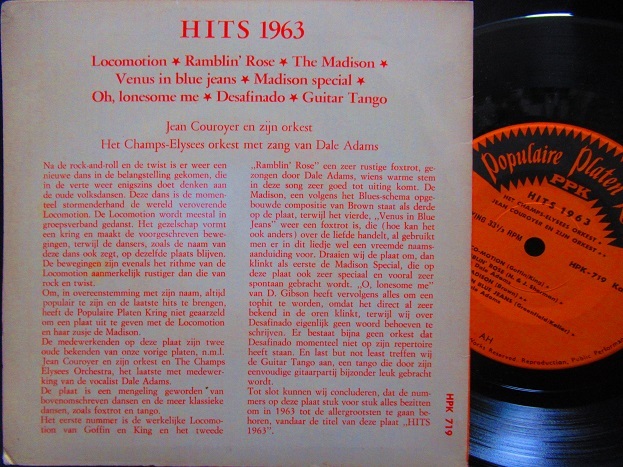 HITS 1963
Locomotion ★ Ramblin' Rose ★ The Madison ★
Venus in blue jeans ★ Madison special ★
Oh, lonesome me ★ Desafinado ★ Guitar Tango
Jean Couroyer en zijn orkest
Het Champs-Elysees orkest met zang van Dale Adams
Na de rock-and-roll en de twist is er weer een
nieuwe dans in de belangstelling gekomen, die
in de verte weer enigszins doet denken aan
de oude volksdansen. Deze dans is de momen-
teel stormenderhand de wereld veroverende
Locomotion. De Locomotion wordt meestal in
groepsverband gedanst. Het gezelschap vormt
een kring en maakt de voorgeschreven bewe-
gingen, terwijl de dansers, zoals de naam van
deze dans ook zegt, op dezelfde plaats blijven.
De bewegingen zijn evenals het rithme van de
Locomotion aanmerkelijk rustiger dan die van
rock en twist.
Om, in overeenstemming met zijn naam, altijd
populair te zijn en de laatste hits te brengen,
heeft de Populaire Platen Kring niet geaarzeld
om een plaat uit te geven met de Locomotion
en haar zusje de Madison.
De medewerkenden op deze plaat zijn twee
oude bekenden van onze vorige platen, n.m.l.
Jean Couroyer en zijn orkest en The Champs
Elysees Orchestra, het laatste met medewer-
king van de vocalist Dale Adams.
De plaat is een mengeling geworden van
bovenomschreven dansen en de meer klassieke
dansen, zoals foxtrot en tango.
Het eerste nummer is de werkelijke Locomo-
tion van Goffin en King en het tweede
„Ramblin' Rose" een zeer rustige foxtrot, ge-
zongen door Dale Adams, wiens warme stem
in deze song zeer goed tot uiting komt. De
Madison, een volgens het Blues-schema opge-
bouwde compositie van Brown staat als derde
op de plaat, terwijl het vierde, „Venus in Blue
Jeans" weer een foxtrot is, die (hoe kan het
ook anders) over de liefde handelt, al gebruikt
men er in dit liedje wel een vreemde naams-
aanduiding voor. Draaien wij de plaat om, dan
klinkt als eerste de Madison Special, die op
deze plaat ook zeer speciaal en vooral zeer
spontaan gebracht wordt. „O, lonesome me"
van D. Gibson heeft vervolgens alles om een
toplit te worden, omdat het direct al zeer
bekend in de oren klinkt, terwijl wij over
Desafinado eigenlijk geen woord behoeven te
schrijven. Er bestaat bijna geen orkest dat
Desafinado momenteel niet op zijn repertoire
heeft staan. En last but not least treffen wij
de Guitar Tango aan, een tango die door zijn
eenvoudige gitaarpartij bijzonder leuk gebracht
wordt.
Tot slot kunnen wij concluderen, dat de num-
mers op deze plaat stuk voor stuk alles bezitten
om in 1963 tot de allergrootsten te gaan be-
horen, vandaar de titel van deze plaat „HITS
1963".
HPK 719
Populaire Platen
PPK
HITS 1963
HET CHAMPS-ELYSEES ORKEST
JEAN COUROYER EN ZIJN ORKEST
33⅓ RPM
HPK-719
AH
Reserved. Reproduction, Public